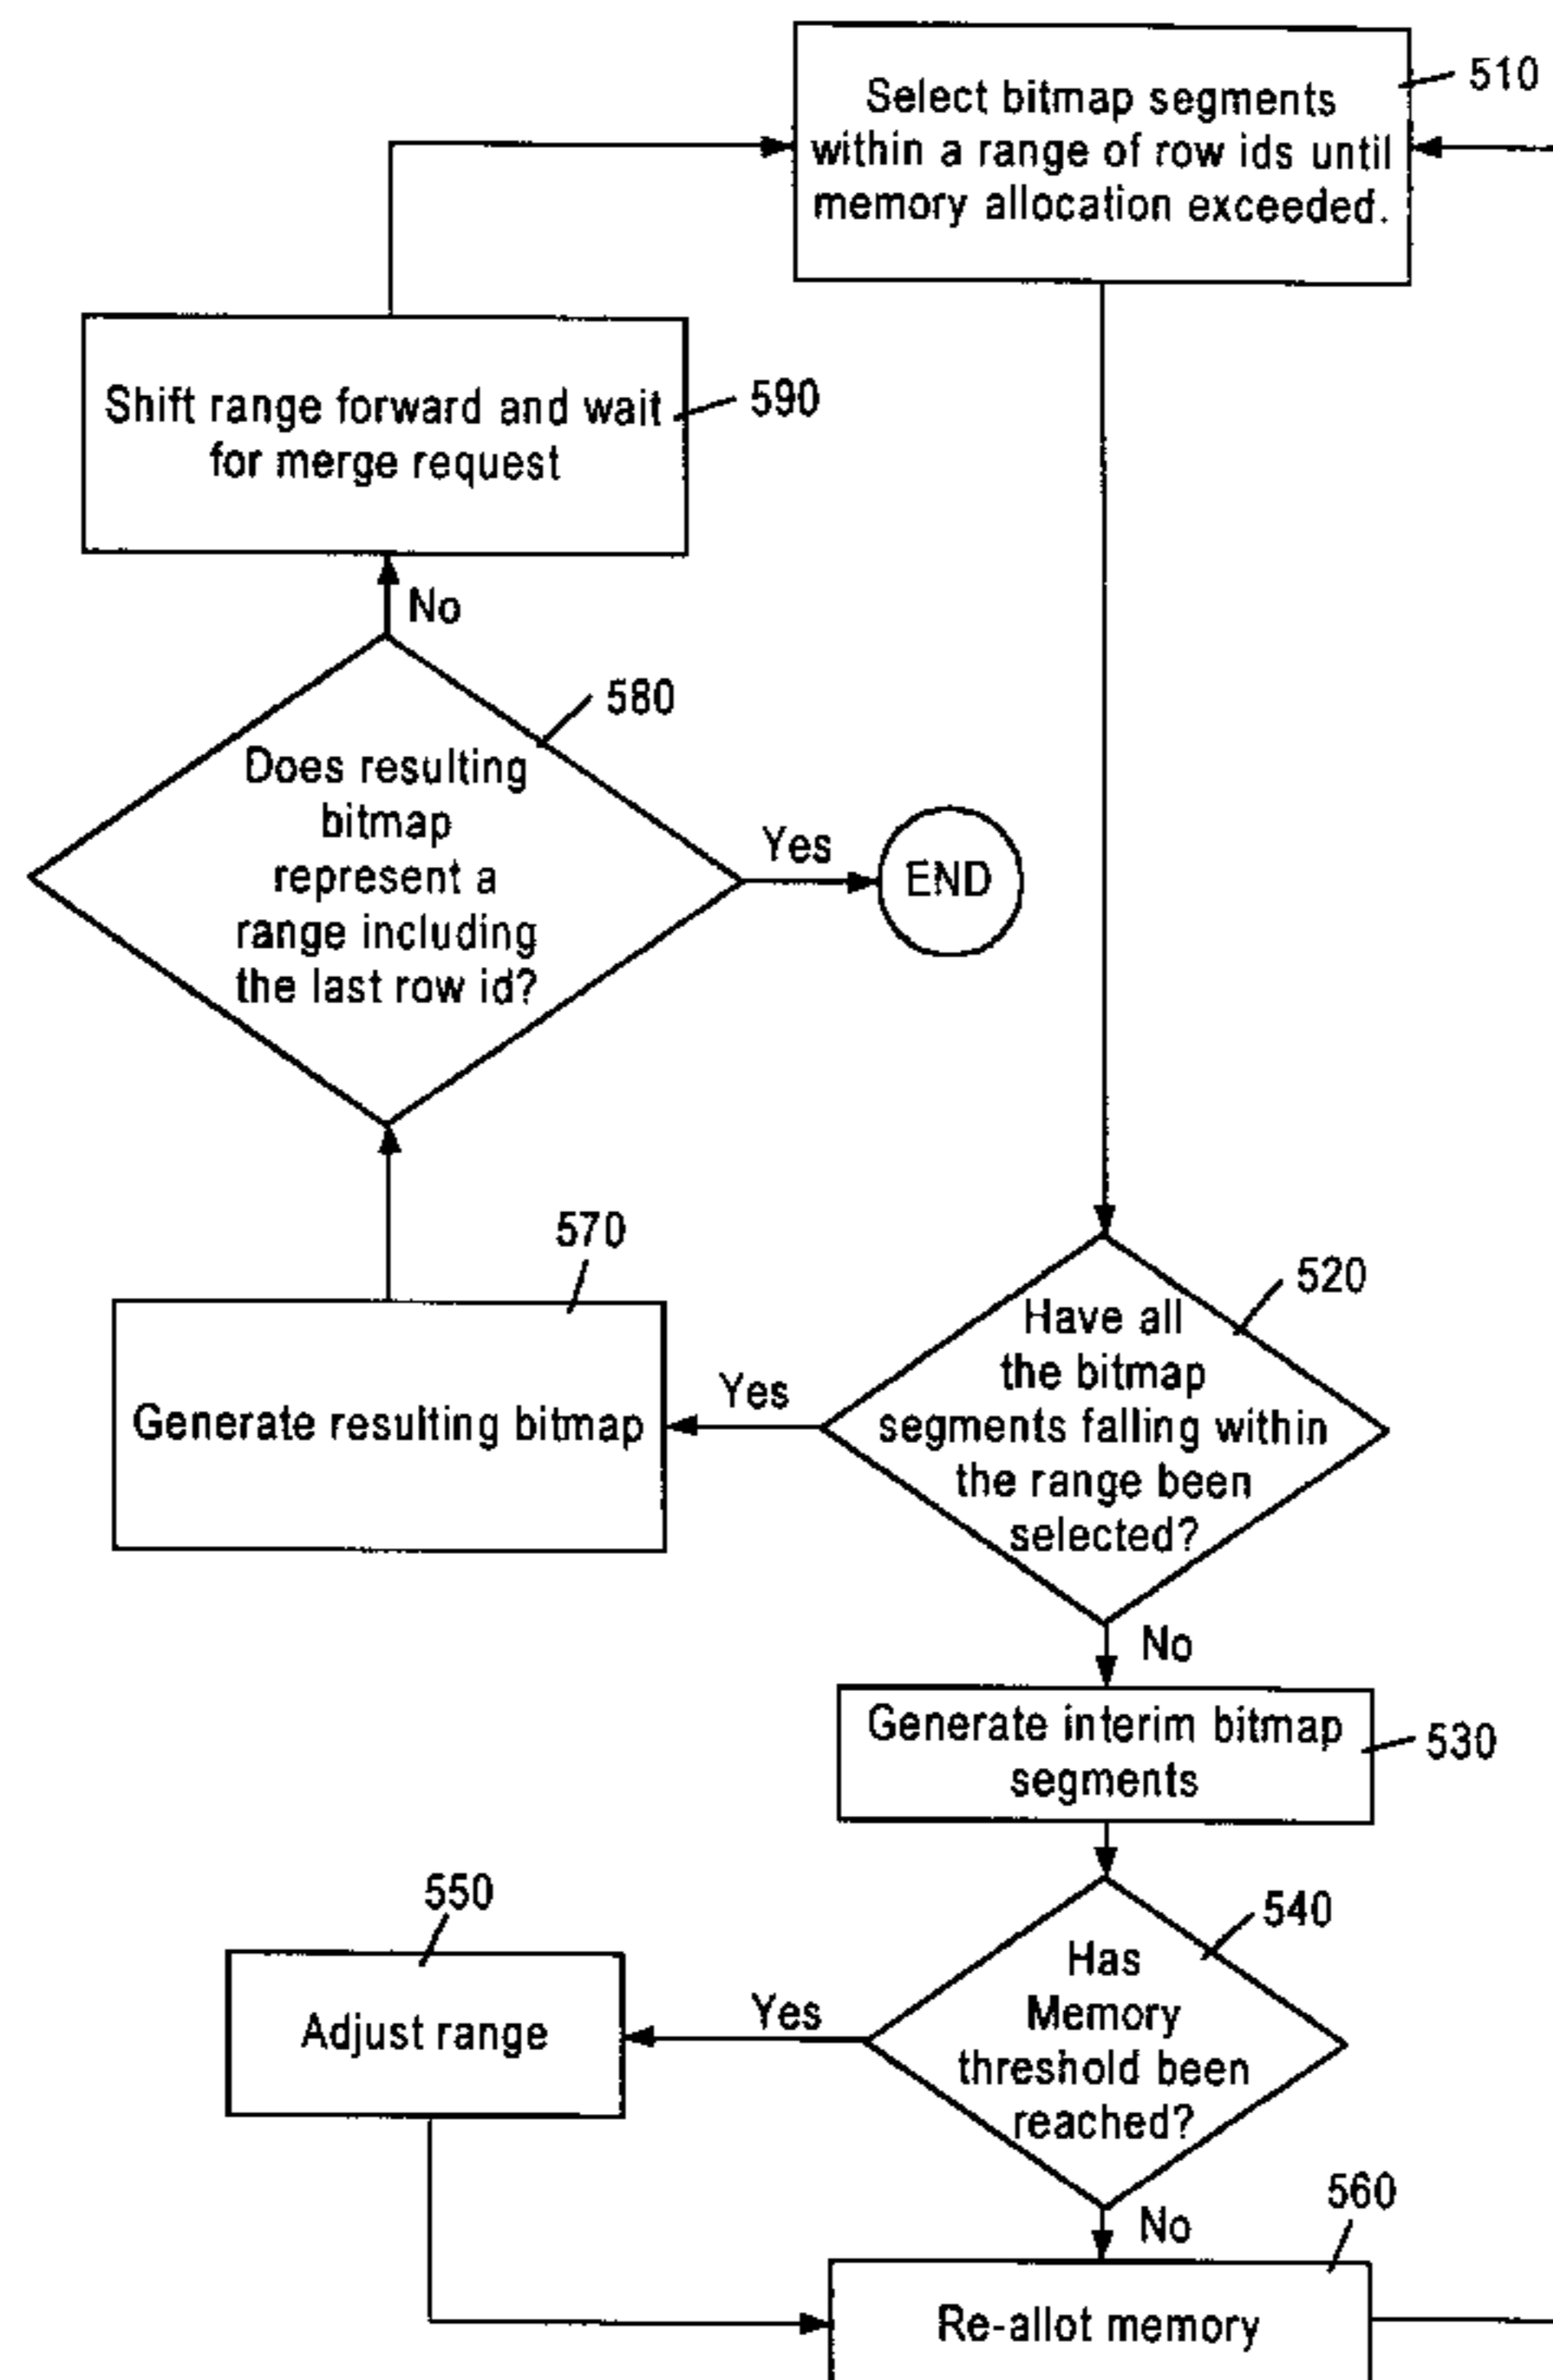 Select bitmap segments
within a range of row ids until
memory allocation exceeded.
510
Shift range forward and wait
for merge request
590
No
580
Does resulting
bitmap
represent a
range including
the last row id?
Yes
END
570
Generate resulting bitmap
Yes
520
Have all
the bitmap
segments falling within
the range been
selected?
No
Generate interim bitmap
segments
530
550
Adjust range
Yes
540
Has
Memory
threshold been
reached?
No
560
Re-allot memory